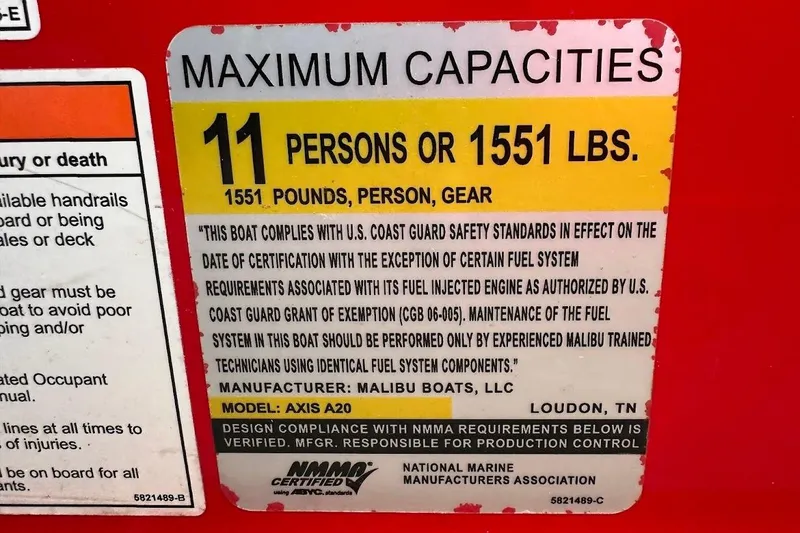 -E
ury or death
ilable handrails
oard or being
ales or deck
d gear must be
oat to avoid poor
ping and/or
ated Occupant
nual.
lines at all times to
of injuries.
be on board for all
ants.
5821489-B
MAXIMUM CAPACITIES
11 PERSONS OR 1551 LBS.
1551 POUNDS, PERSON, GEAR
"THIS BOAT COMPLIES WITH U.S. COAST GUARD SAFETY STANDARDS IN EFFECT ON THE
DATE OF CERTIFICATION WITH THE EXCEPTION OF CERTAIN FUEL SYSTEM
REQUIREMENTS ASSOCIATED WITH ITS FUEL INJECTED ENGINE AS AUTHORIZED BY U.S.
COAST GUARD GRANT OF EXEMPTION (CGB 06-005). MAINTENANCE OF THE FUEL
SYSTEM IN THIS BOAT SHOULD BE PERFORMED ONLY BY EXPERIENCED MALIBU TRAINED
TECHNICIANS USING IDENTICAL FUEL SYSTEM COMPONENTS."
MANUFACTURER: MALIBU BOATS, LLC
MODEL: AXIS A20 LOUDON, TN
DESIGN COMPLIANCE WITH NMMA REQUIREMENTS BELOW IS
VERIFIED. MFGR. RESPONSIBLE FOR PRODUCTION CONTROL
NMMA
CERTIFIED
using ABYC. standards
NATIONAL MARINE
MANUFACTURERS ASSOCIATION
5821489-C